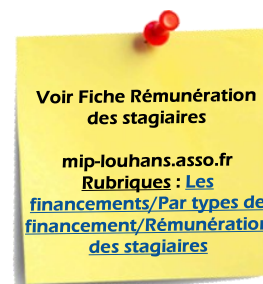 Voir Fiche Rémunération
des stagiaires
mip-louhans.asso.fr
Rubriques : Les
financements/Par types de
financement/Rémunération
des stagiaires